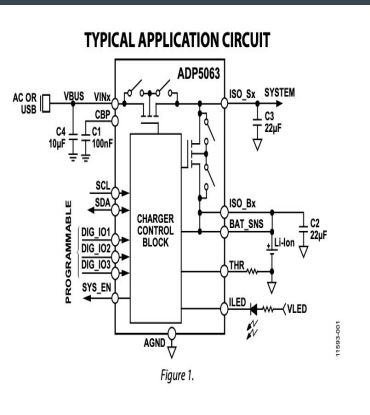 TYPICAL APPLICATION CIRCUIT
ADP5063
AC OR
USB
VBUS
VINx
CBP
C4
10µF
C1
100nF
ISO_Sx
SYSTEM
C3
22µF
SCL
SDA
PROGRAMMABLE
DIG_IO1
DIG_IO2
DIG_IO3
SYS_EN
CHARGER
CONTROL
BLOCK
ISO_Bx
BAT_SNS
C2
22µF
+
Li-Ion
THR
ILED
VLED
AGND
11593-001
Figure 1.